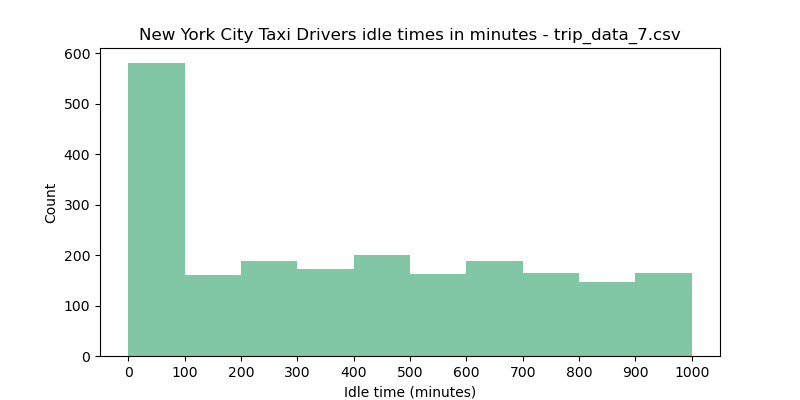 New York City Taxi Drivers idle times in minutes - trip_data_7.csv
600
500
400
300
200
100
0
Count
0 100 200 300 400 500 600 700 800 900 1000
Idle time (minutes)